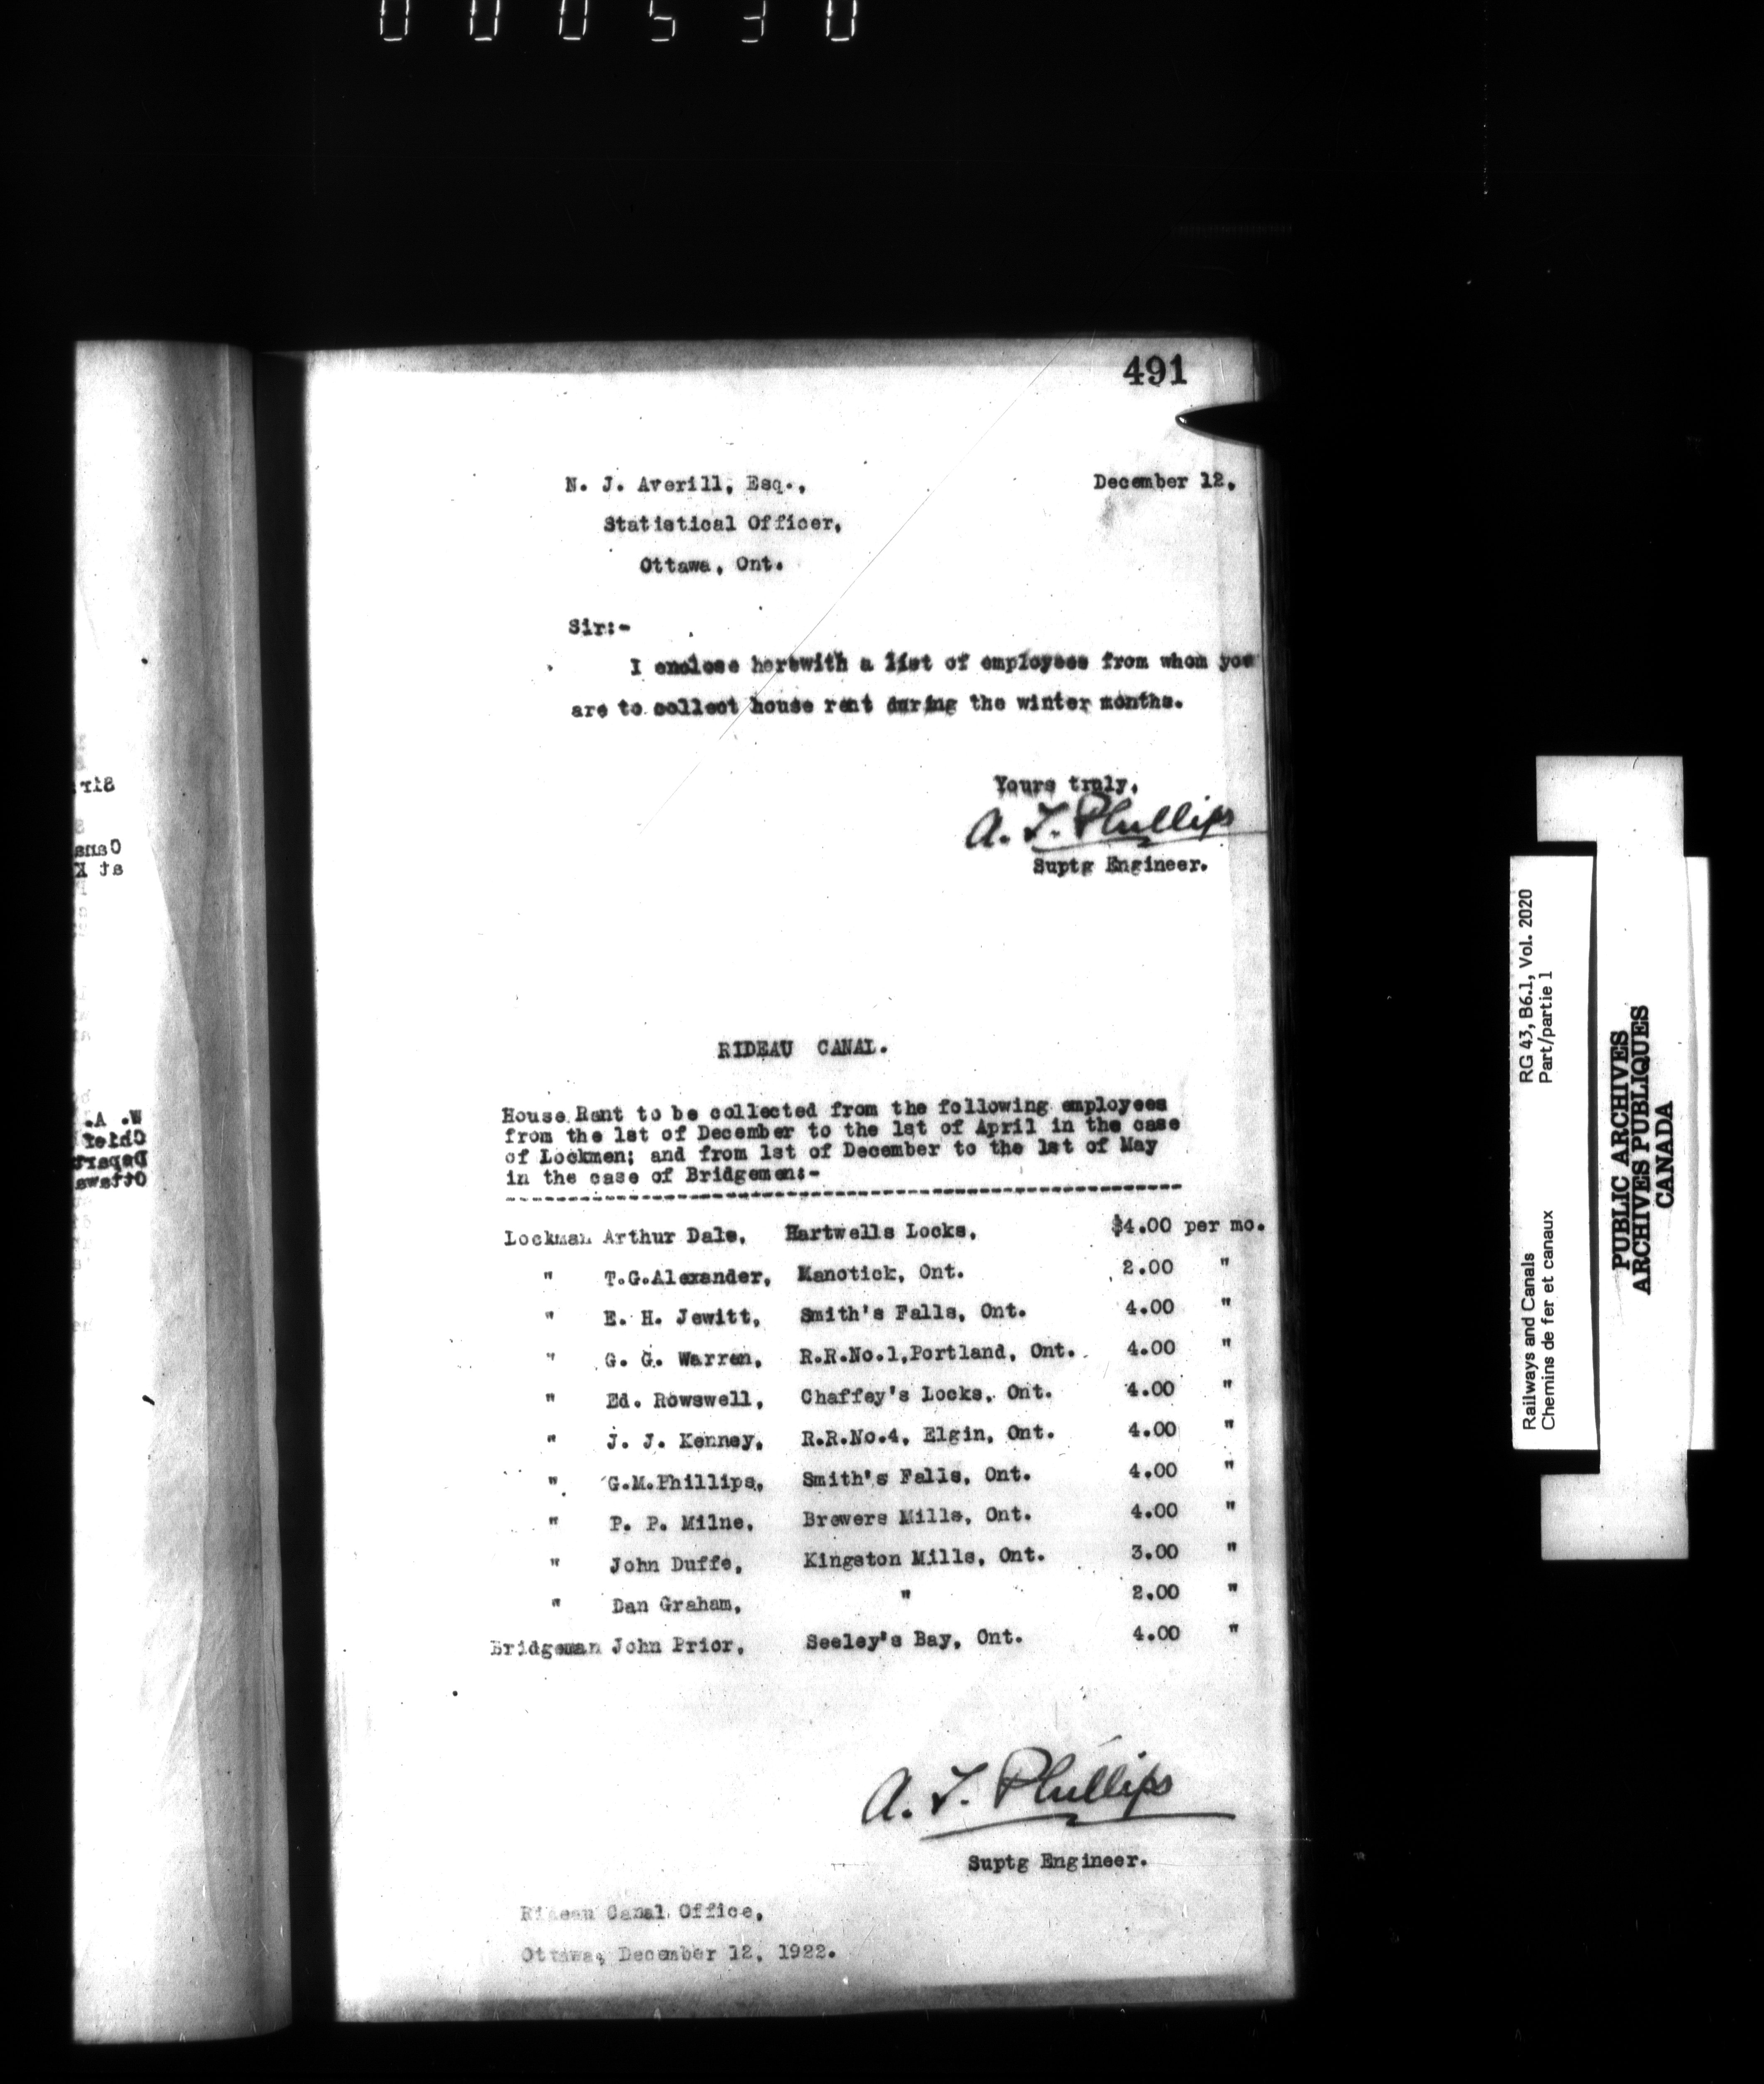 000530
491
N. J. Averill, Esq., December 12,
Statistical Officer,
Ottawa, Ont.
Sir:-
I enclose herewith a list of employees from whom you
are to collect house rent during the winter months.
Yours truly,
A. T. Phillips
Suptg Engineer.
RIDEAU CANAL.
House Rent to be collected from the following employees
from the 1st of December to the 1st of April in the case
of Lockmen; and from 1st of December to the 1st of May
in the case of Bridgemen:-
Lockman Arthur Dale, Hartwells Locks, $4.00 per mo.
" T.G.Alexander, Manotick, Ont. 2.00 "
" E. H. Jewitt, Smith's Falls, Ont. 4.00 "
" G. G. Warren, R.R.No.1,Portland, Ont. 4.00 "
" Ed. Rowswell, Chaffey's Locks, Ont. 4.00 "
" J. J. Kenney, R.R.No.4, Elgin, Ont. 4.00 "
" G.M.Phillips, Smith's Falls, Ont. 4.00 "
" P. P. Milne, Brewers Mills, Ont. 4.00 "
" John Duffe, Kingston Mills, Ont. 3.00 "
" Dan Graham, " 2.00 "
Bridgeman John Prior, Seeley's Bay, Ont. 4.00 "
A. T. Phillips
Suptg Engineer.
Rideau Canal Office,
Ottawa, December 12, 1922.
RG 43, B6.1, Vol. 2020
Part/partie 1
Railways and Canals
Chemins de fer et canaux
PUBLIC ARCHIVES
ARCHIVES PUBLIQUES
CANADA